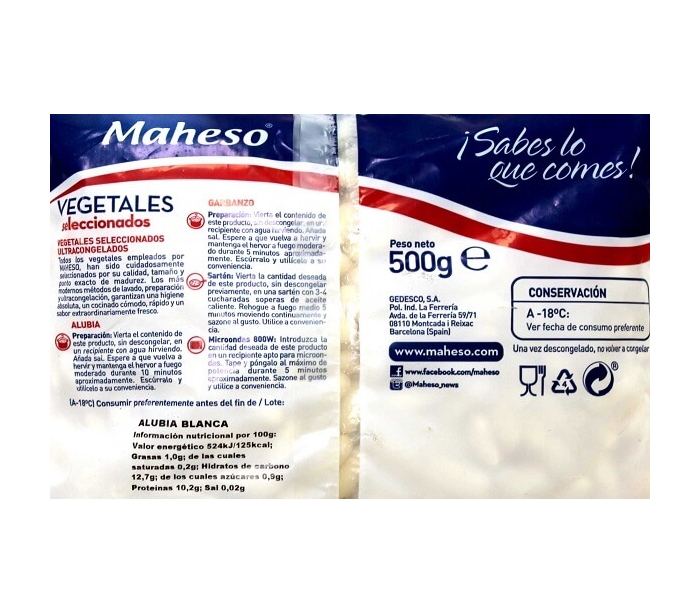 Maheso®
VEGETALES
seleccionados
VEGETALES SELECCIONADOS
ULTRACONGELADOS
Todos los vegetales empleados por
MAHESO, han sido cuidadosamente
seleccionados por su calidad, tamaño y
punto exacto de madurez. Los más
modernos métodos de lavado, preparación
y ultracongelación, garantizan una higiene
absoluta, un cocinado cómodo, rápido y un
sabor extraordinariamente fresco.
ALUBIA
Preparación: Vierta el contenido de
este producto, sin descongelar, en
un recipiente con agua hirviendo.
Añada sal. Espere a que vuelva a
hervir y mantenga el hervor a fuego
moderado durante 10 minutos
aproximadamente. Escúrralo y
utilícelo a su conveniencia.
GARBANZO
Preparación: Vierta el contenido de
este producto, sin descongelar, en un
recipiente con agua hirviendo. Añada
sal. Espere a que vuelva a hervir y
mantenga el hervor a fuego modera-
do durante 5 minutos aproximada-
mente. Escúrralo y utilícelo a su
conveniencia.
Sartén: Vierta la cantidad deseada
de este producto, sin descongelar
previamente, en una sartén con 3-4
cucharadas soperas de aceite
caliente. Rehogue a fuego medio 5
minutos moviendo continuamente y
sazone al gusto. Utilice a convenien-
cia.
Microondas 800W: Introduzca la
cantidad deseada de este producto
en un recipiente apto para microon-
das. Tape y póngalo al máximo de
potencia durante 5 minutos
aproximadamente. Sazone al gusto
y utilice a conveniencia.
(A-18ºC) Consumir preferentemente antes del fin de / Lote:
ALUBIA BLANCA
Información nutricional por 100g:
Valor energético 524kJ/125kcal;
Grasas 1,0g; de las cuales
saturadas 0,2g; Hidratos de carbono
12,7g; de los cuales azúcares 0,9g;
Proteínas 10,2g; Sal 0,02g
¡Sabes lo
que comes!
Peso neto
500g e
GEDESCO, S.A.
Pol. Ind. La Ferrería
Avda. de la Ferrería 59/71
08110 Montcada i Reixac
Barcelona (Spain)
www.maheso.com
www.facebook.com/maheso
@Maheso_news
CONSERVACIÓN
A -18ºC:
Ver fecha de consumo preferente
Una vez descongelado, no volver a congelar
4